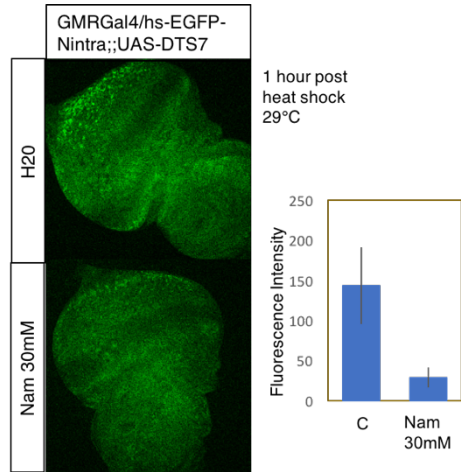 GMRGal4/hs-EGFP-
Nintra;;UAS-DTS7
1 hour post
heat shock
29°C
H20
Nam 30mM
Fluorescence Intensity
250
200
150
100
50
0
C
Nam
30mM